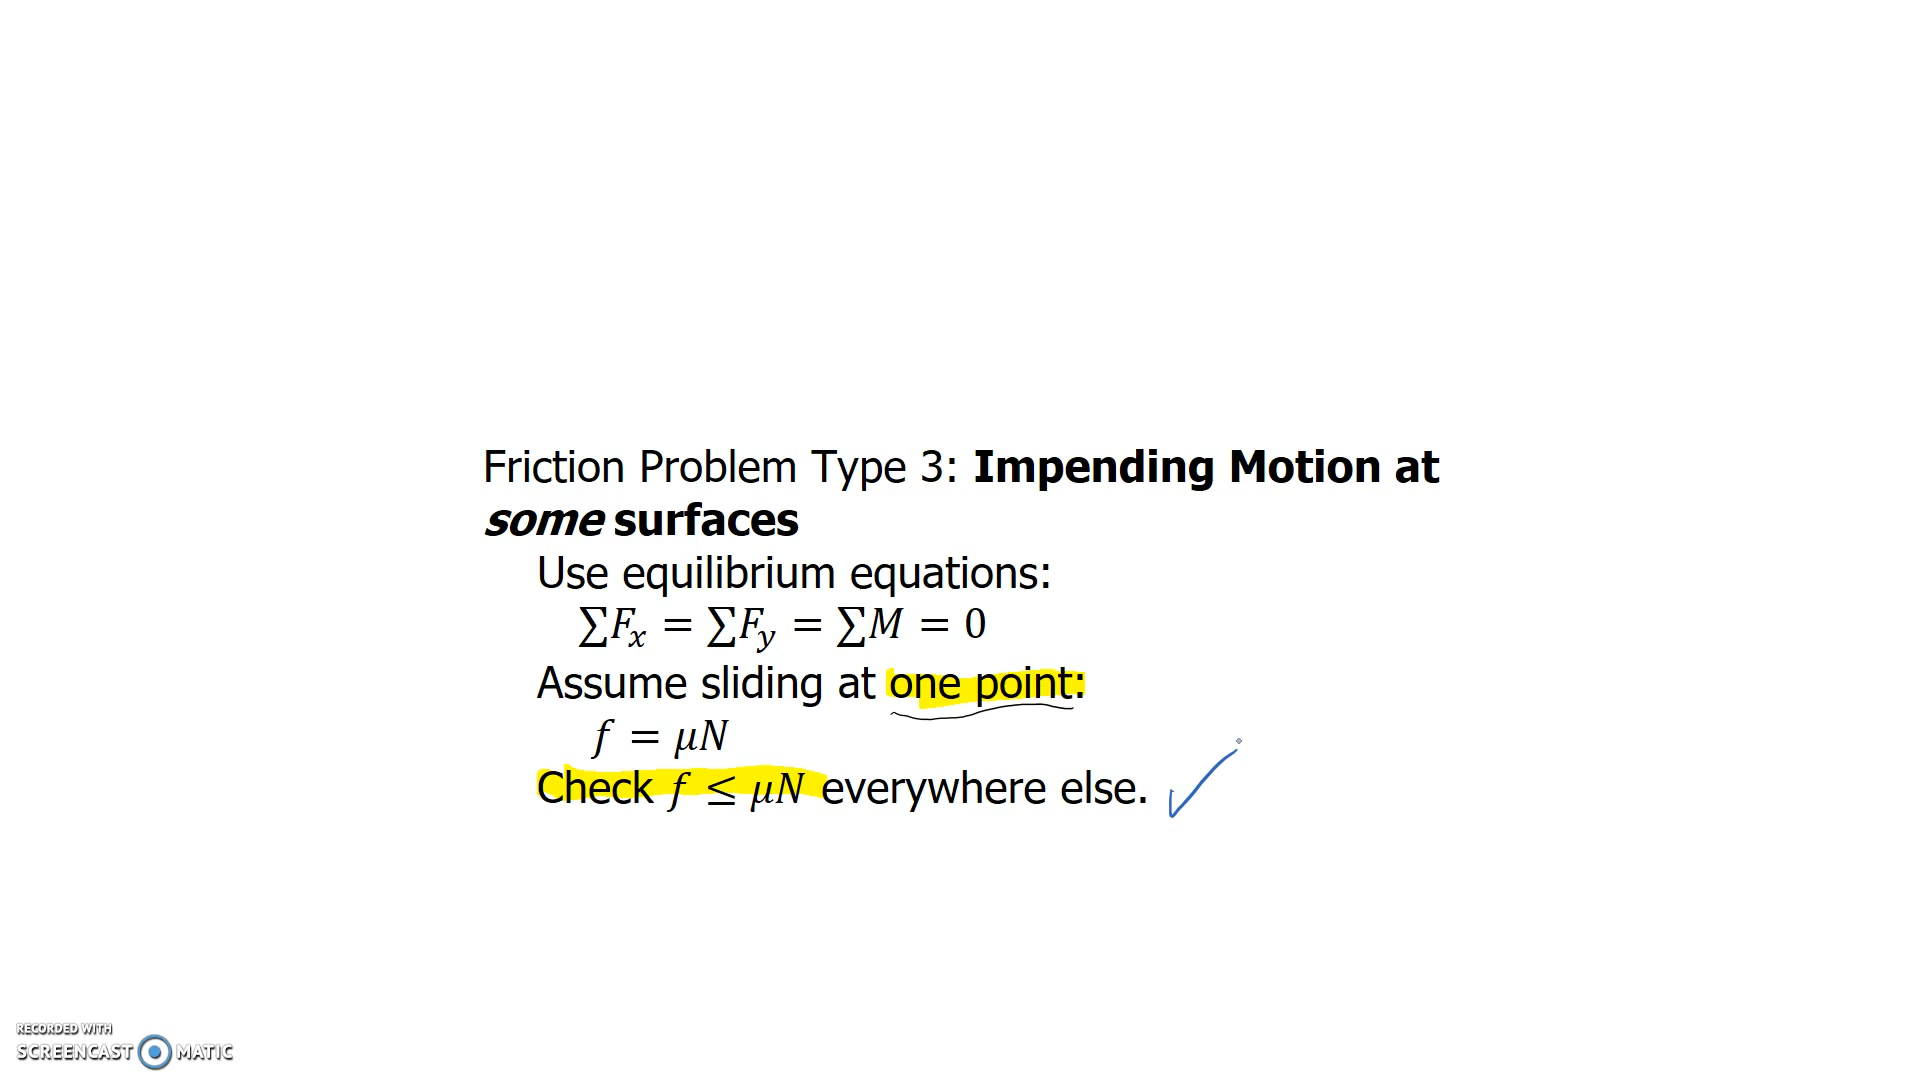 Friction Problem Type 3: Impending Motion at
some surfaces
Use equilibrium equations:
∑Fx = ∑Fy = ∑M = 0
Assume sliding at one point:
f = μN
Check f ≤ μN everywhere else.
RECORDED WITH
SCREENCAST MATIC